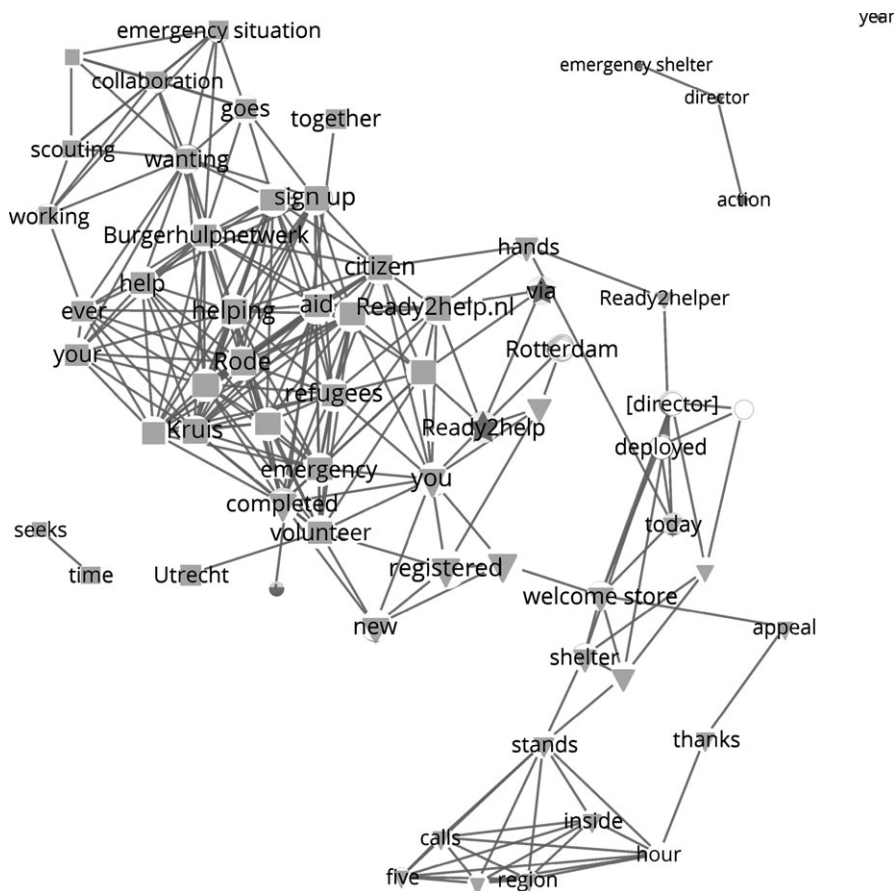 year
emergency situation
emergency shelter
collaboration
director
goes
together
scouting
wanting
sign up
action
working
Burgerhulpnetwerk
hands
citizen
help
via
Ready2helper
ever
helping
aid
Ready2help.nl
your
Rode
Rotterdam
refugees
[director]
Kruis
Ready2help
deployed
emergency
you
completed
today
seeks
volunteer
time
Utrecht
registered
welcome store
new
appeal
shelter
stands
thanks
inside
calls
hour
five
region